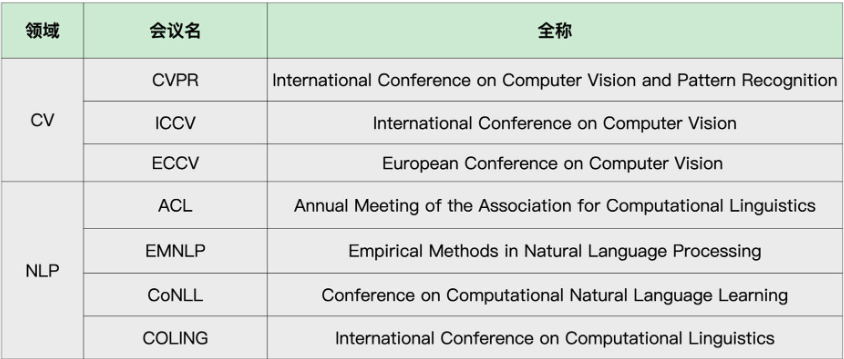 领域 会议名 全称
CV
CVPR International Conference on Computer Vision and Pattern Recognition
ICCV International Conference on Computer Vision
ECCV European Conference on Computer Vision
NLP
ACL Annual Meeting of the Association for Computational Linguistics
EMNLP Empirical Methods in Natural Language Processing
CoNLL Conference on Computational Natural Language Learning
COLING International Conference on Computational Linguistics